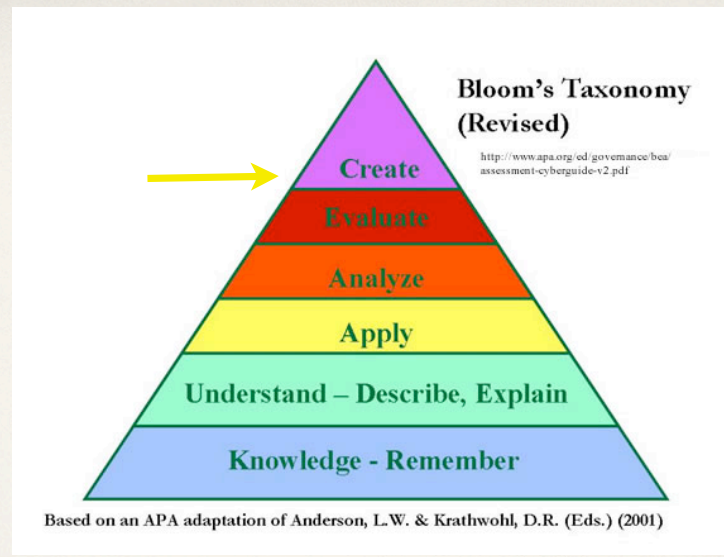 Bloom's Taxonomy
(Revised)
http://www.apa.org/ed/governance/bea/
assessment-cyberguide-v2.pdf
Create
Evaluate
Analyze
Apply
Understand – Describe, Explain
Knowledge - Remember
Based on an APA adaptation of Anderson, L.W. & Krathwohl, D.R. (Eds.) (2001)